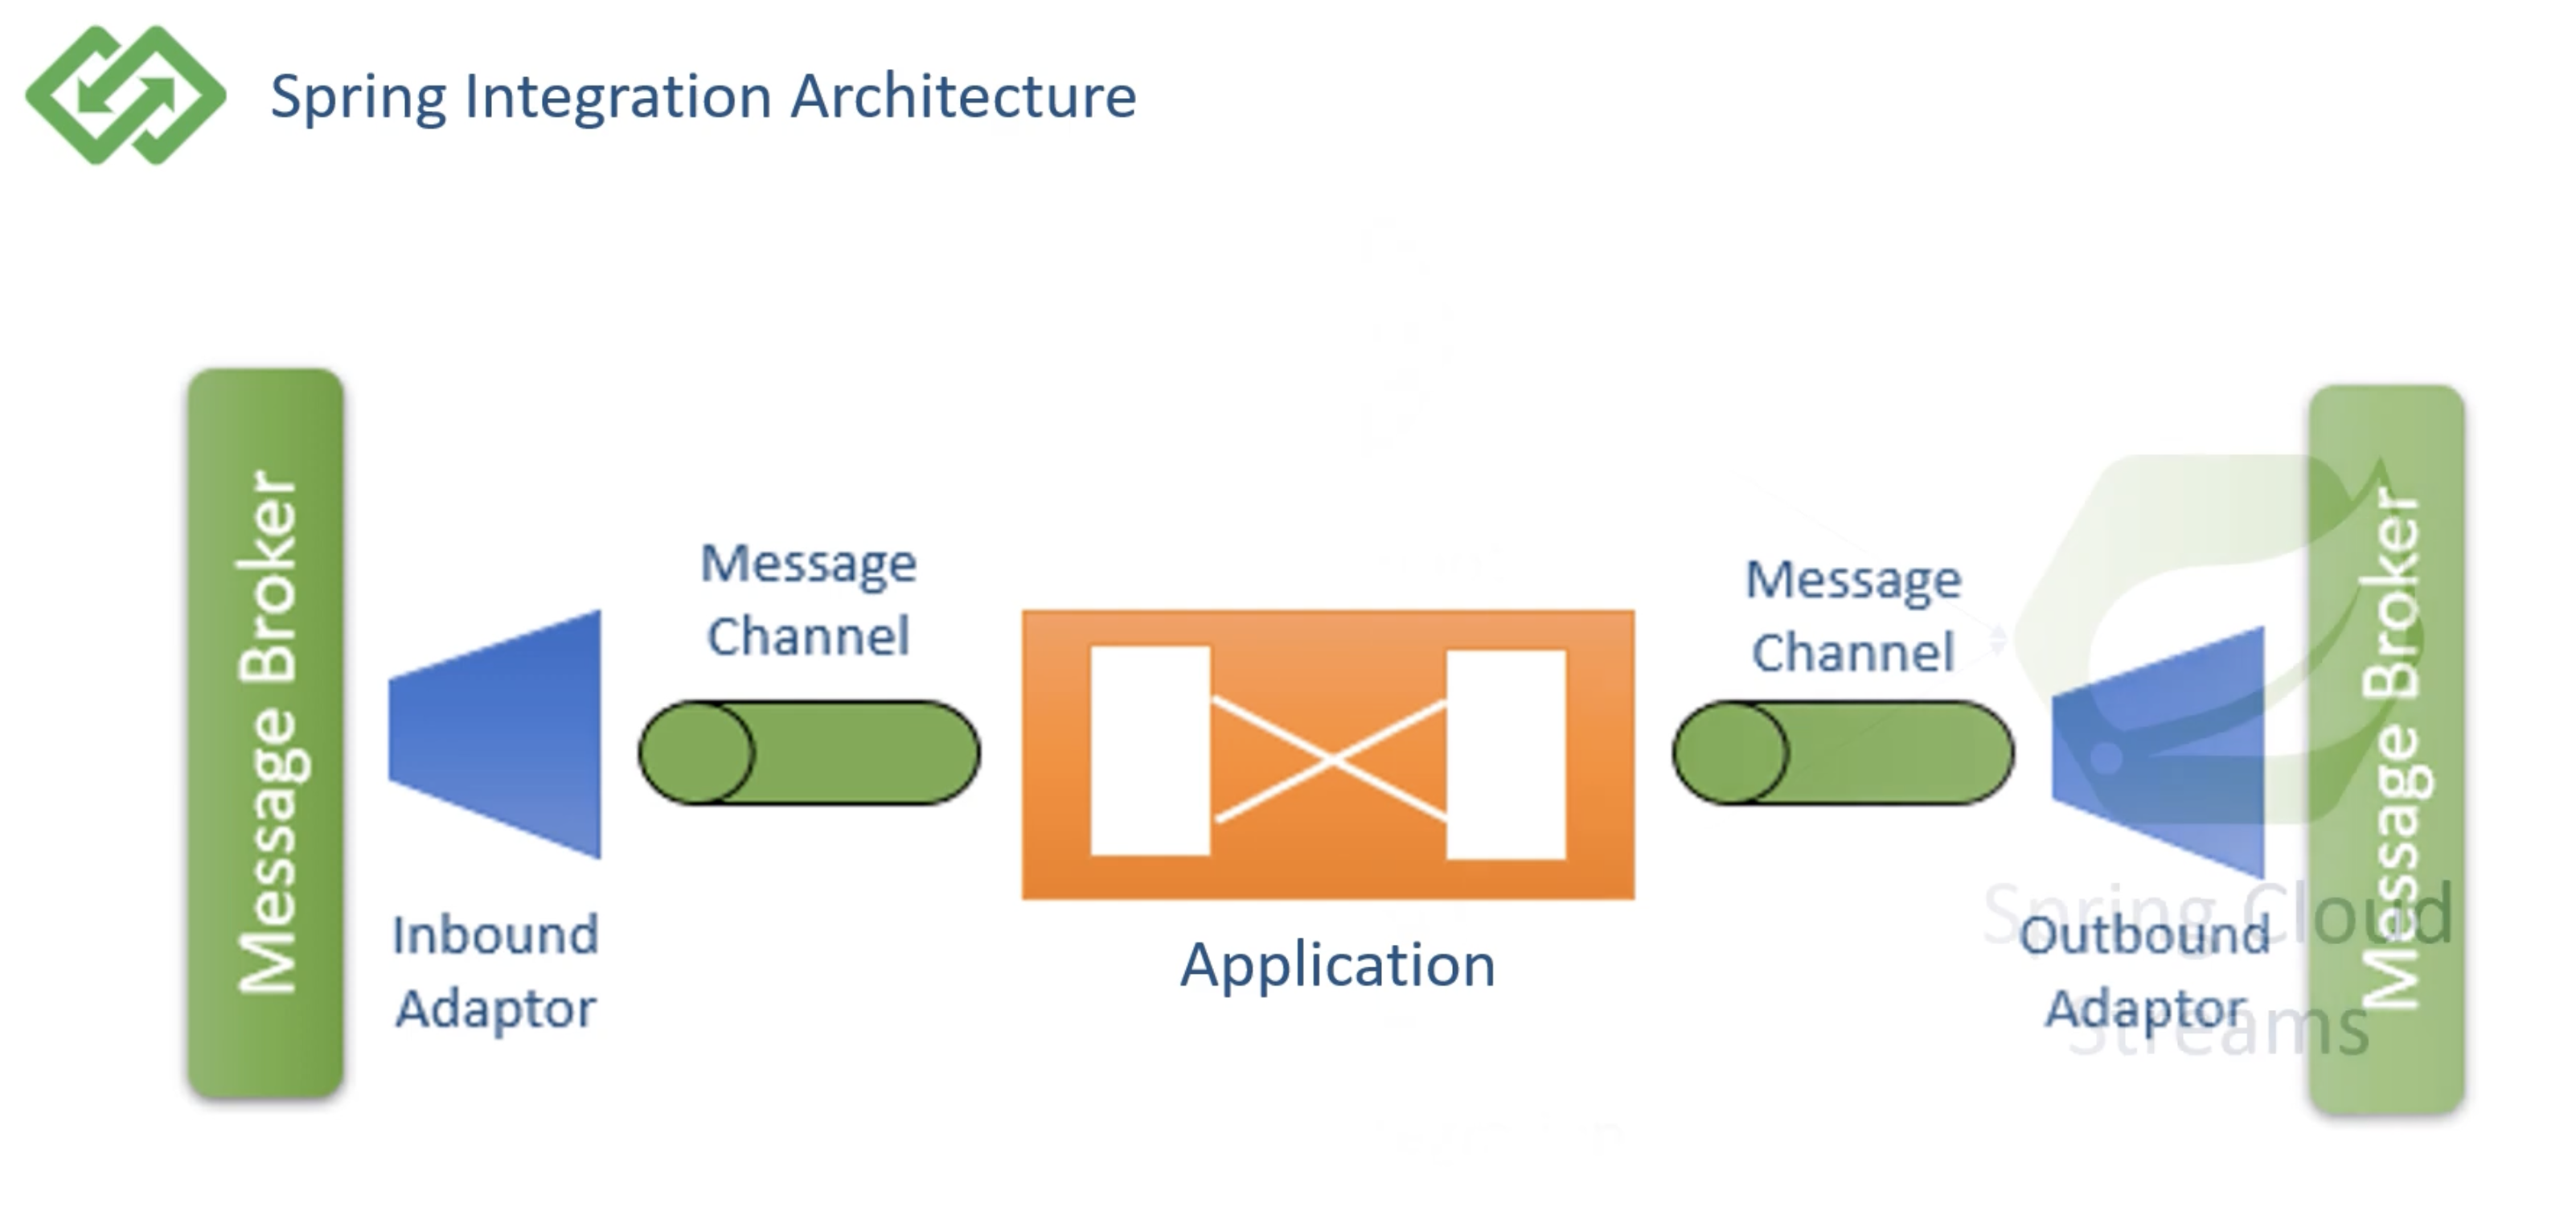 Spring Integration Architecture
Message Broker
Inbound
Adaptor
Message
Channel
Application
Message
Channel
Outbound
Adaptor
Message Broker
Spring Cloud
Streams